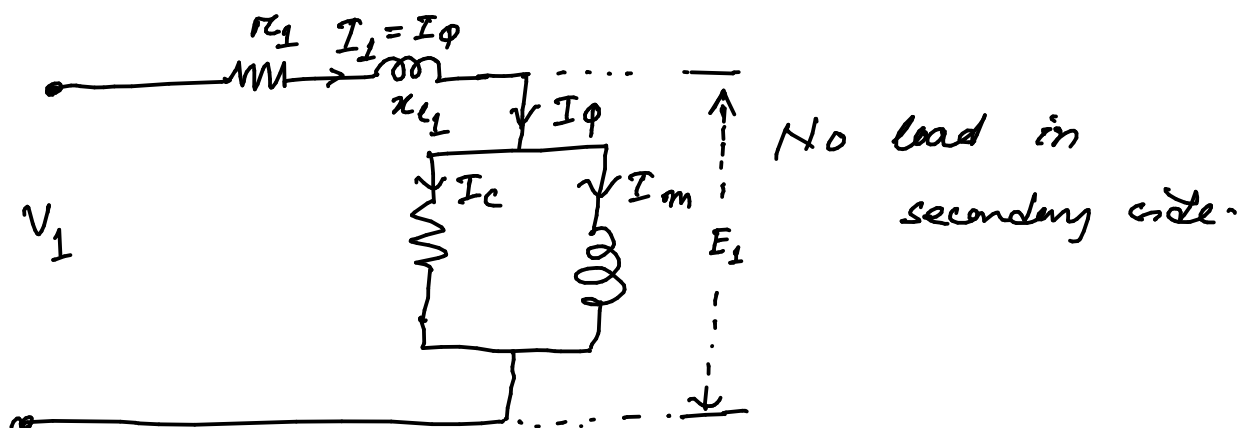 r₁ I₁ = Iφ
xℓ₁ Iφ
No load in
Ic Im
secondary side.
V₁ E₁